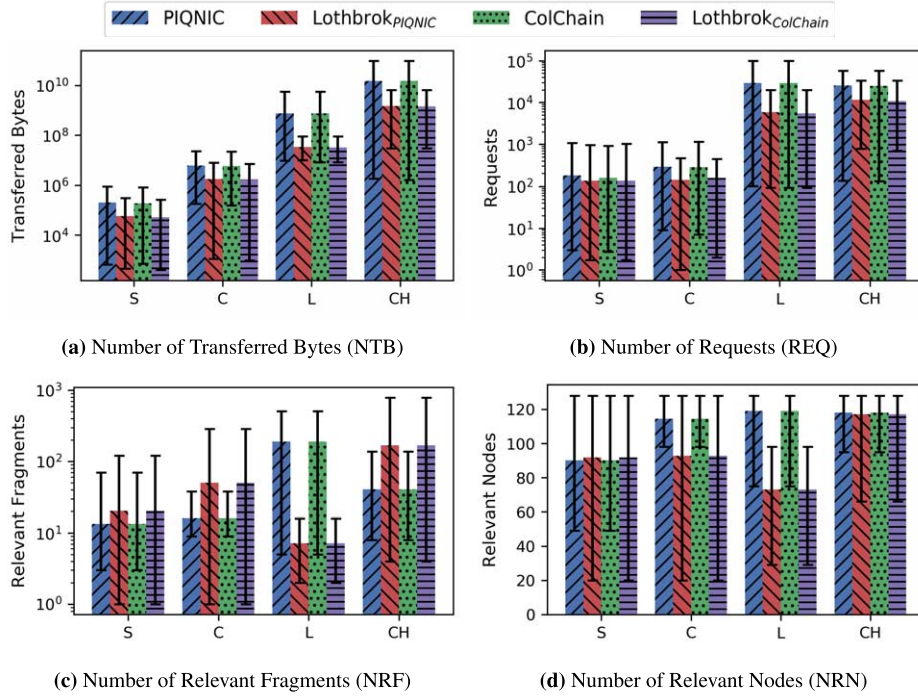 PIQNIC Lothbrok_PIQNIC ColChain Lothbrok_ColChain
Transferred Bytes
10^10
10^8
10^6
10^4
S C L CH
(a) Number of Transferred Bytes (NTB)
Requests
10^5
10^4
10^3
10^2
10^1
10^0
S C L CH
(b) Number of Requests (REQ)
Relevant Fragments
10^3
10^2
10^1
10^0
S C L CH
(c) Number of Relevant Fragments (NRF)
Relevant Nodes
120
100
80
60
40
20
0
S C L CH
(d) Number of Relevant Nodes (NRN)